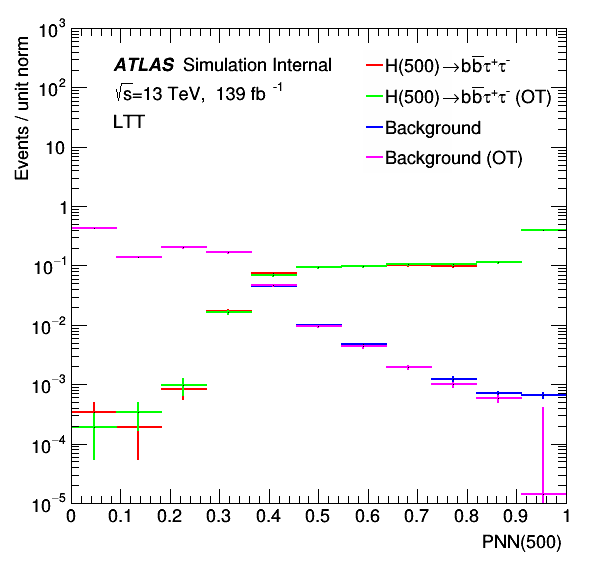 Events / unit norm
10³
10²
10
1
10⁻¹
10⁻²
10⁻³
10⁻⁴
10⁻⁵
ATLAS Simulation Internal
√s=13 TeV, 139 fb ⁻¹
LTT
H(500)→bb̅τ⁺τ⁻
H(500)→bb̅τ⁺τ⁻ (OT)
Background
Background (OT)
0 0.1 0.2 0.3 0.4 0.5 0.6 0.7 0.8 0.9 1
PNN(500)